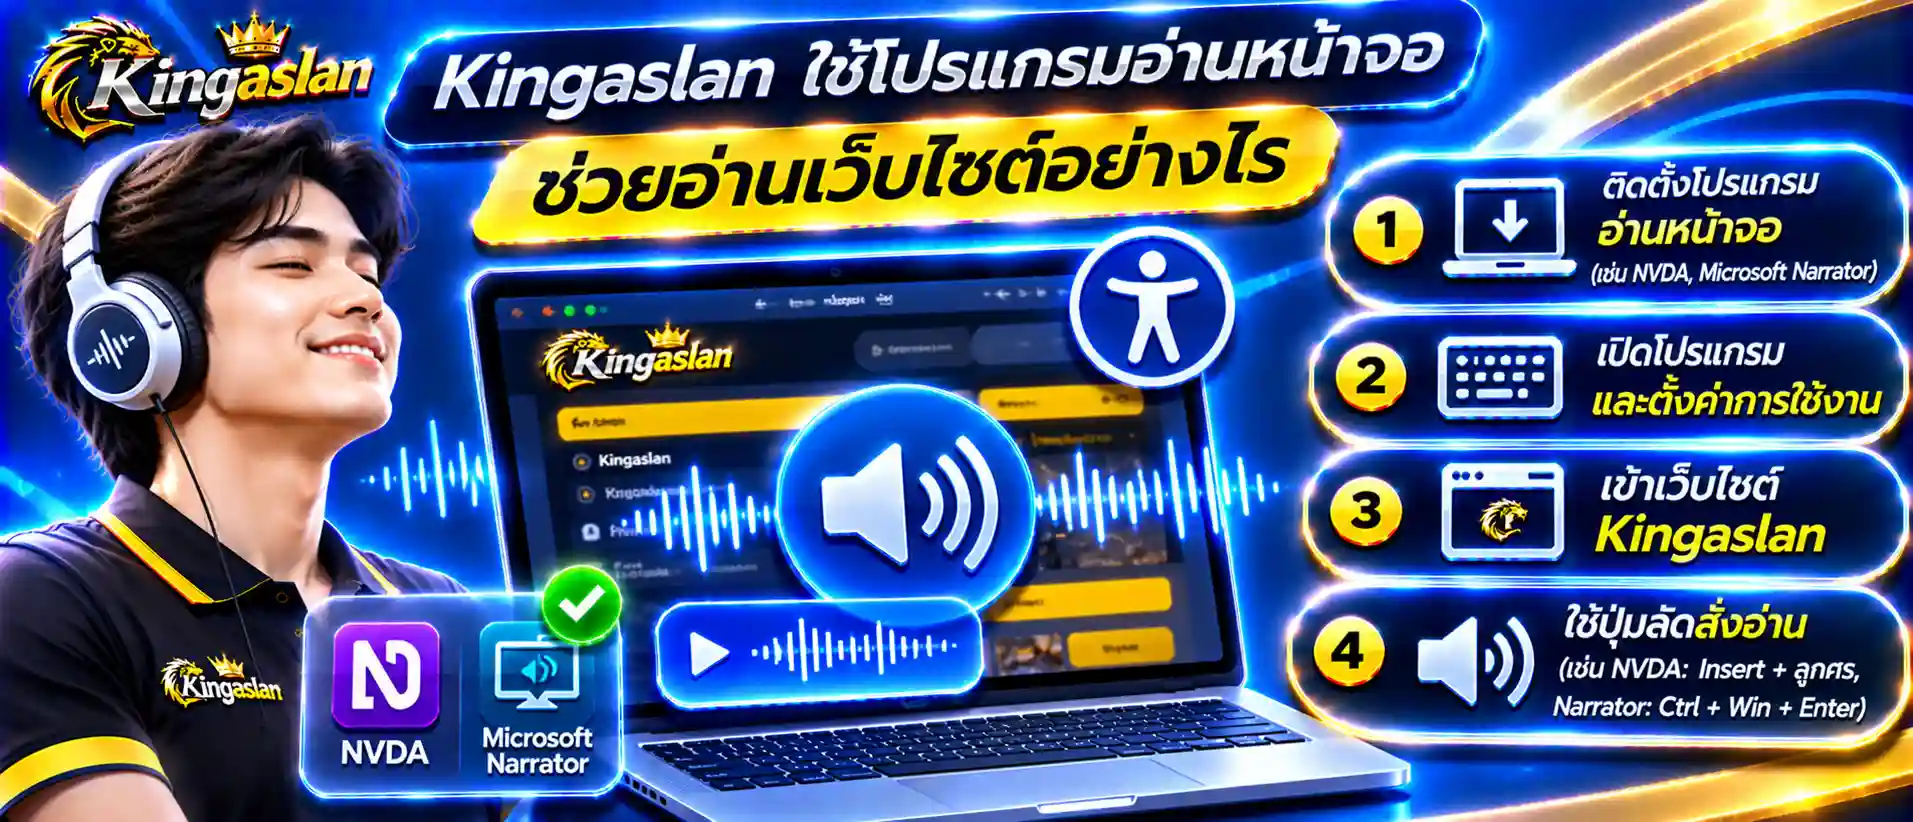 Kingaslan
Kingaslan ใช้โปรแกรมอ่านหน้าจอ
ช่วยอ่านเว็บไซต์อย่างไร
1
ติดตั้งโปรแกรม
อ่านหน้าจอ
(เช่น NVDA, Microsoft Narrator)
2
เปิดโปรแกรม
และตั้งค่าการใช้งาน
3
เข้าเว็บไซต์
Kingaslan
4
ใช้ปุ่มลัดสั่งอ่าน
(เช่น NVDA: Insert + ลูกศร,
Narrator: Ctrl + Win + Enter)
Kingaslan
Kingaslan
Kingaslan
NVDA
Microsoft
Narrator